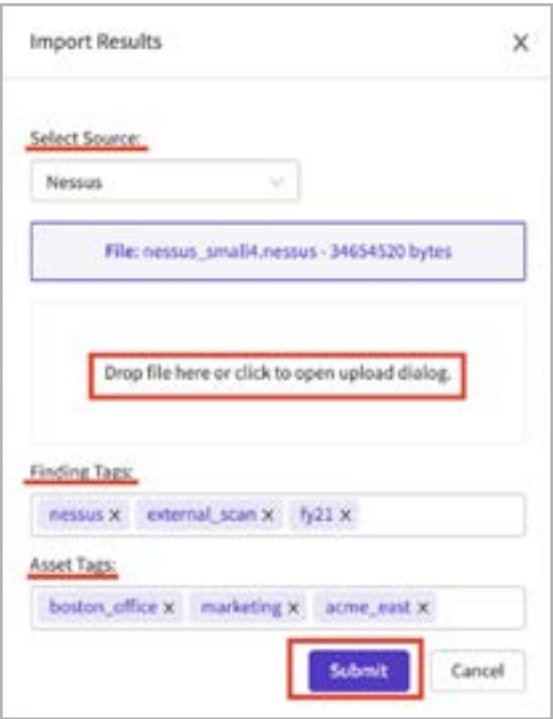 Import Results X
Select Source:
Nessus
File: nessus_small4.nessus - 34654520 bytes
Drop file here or click to open upload dialog.
Finding Tags:
nessus x external_scan x fy21 x
Asset Tags:
boston_office x marketing x acme_east x
Submit Cancel